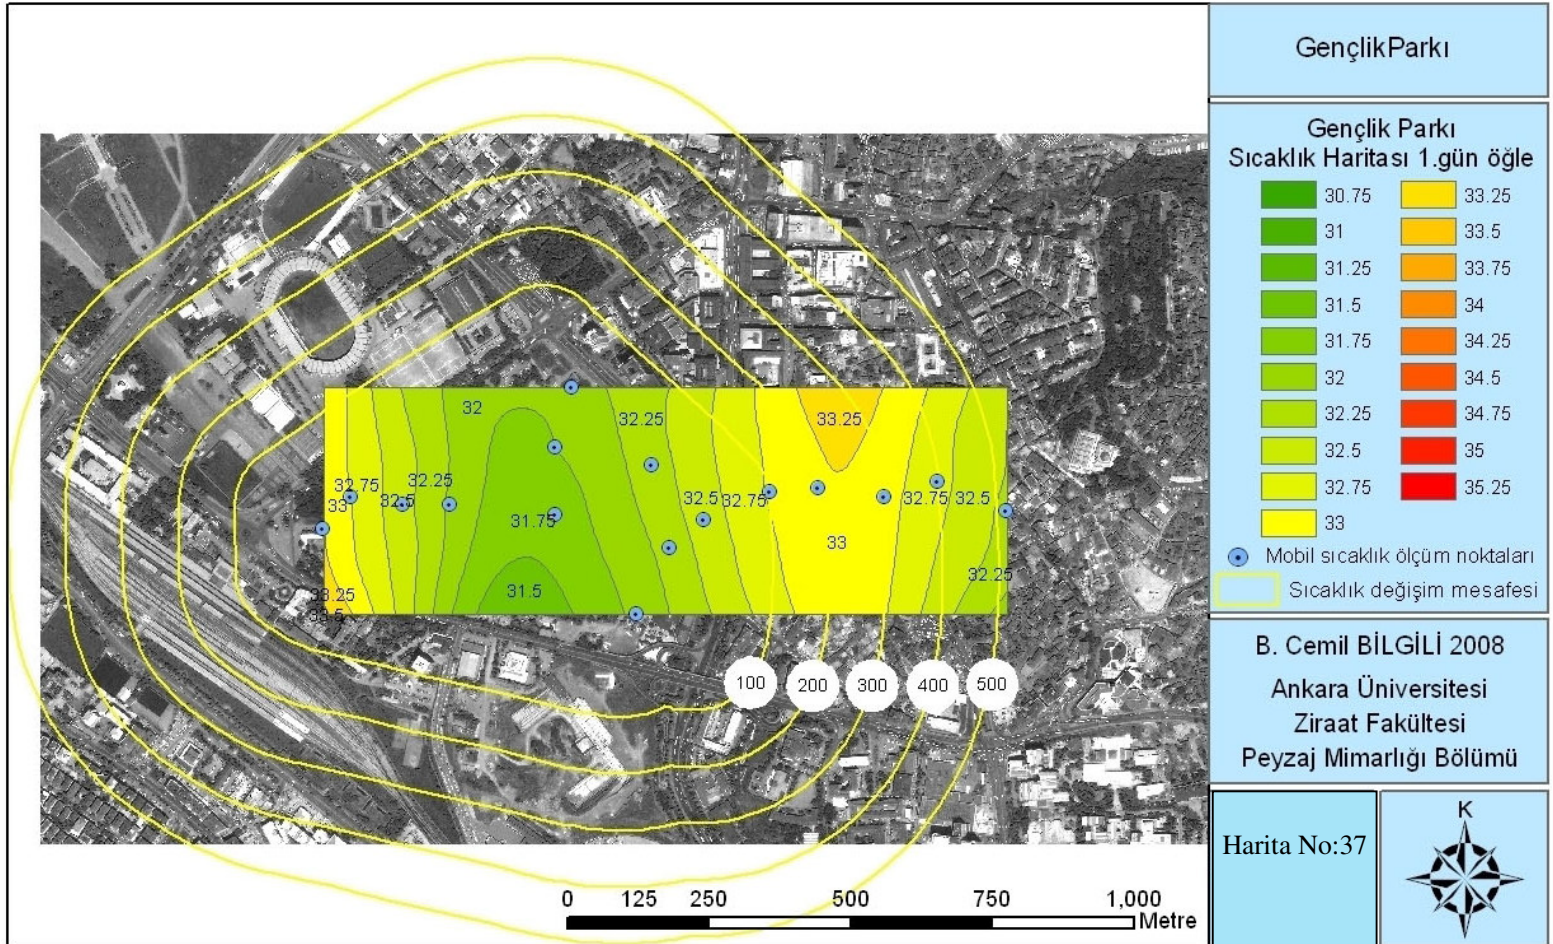 GençlikParkı
Gençlik Parkı
Sıcaklık Haritası 1.gün öğle
30.75 33.25
31 33.5
31.25 33.75
31.5 34
31.75 34.25
32 34.5
32.25 34.75
32.5 35
32.75 35.25
33
Mobil sıcaklık ölçüm noktaları
Sıcaklık değişim mesafesi
B. Cemil BİLGİLİ 2008
Ankara Üniversitesi
Ziraat Fakültesi
Peyzaj Mimarlığı Bölümü
Harita No:37
K
32
32.25
33.25
32.75
32.25
33
32.5
31.75
32.5
32.75
33
32.75
32.5
32.25
31.5
33.25
33.5
100
200
300
400
500
0 125 250 500 750 1,000
Metre